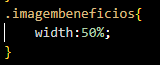 .imagembeneficios{
    width:50%;
}